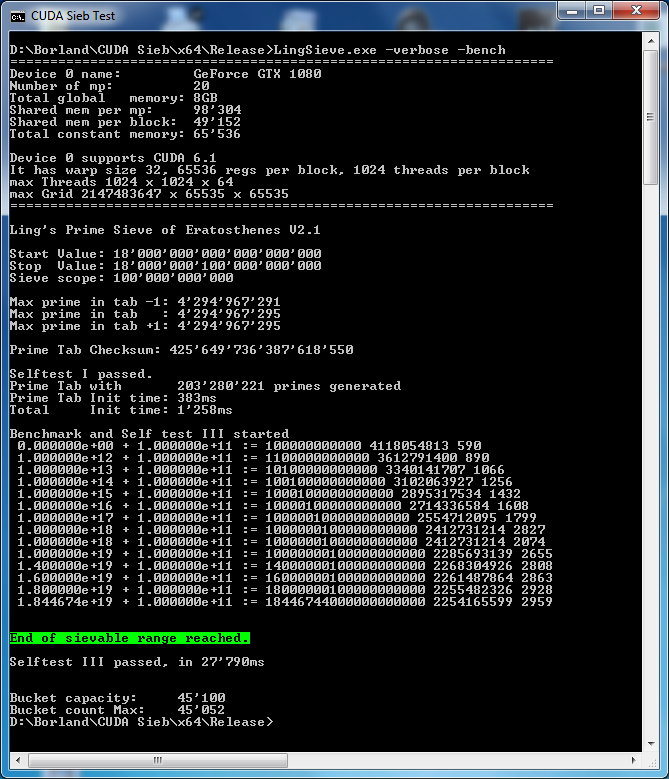 CUDA Sieb Test
D:\Borland\CUDA Sieb\x64\Release>LingSieve.exe -verbose -bench
====================================================================
Device 0 name:         GeForce GTX 1080
Number of mp:          20
Total global   memory: 8GB
Shared mem per mp:     98'304
Shared mem per block:  49'152
Total constant memory: 65'536
Device 0 supports CUDA 6.1
It has warp size 32, 65536 regs per block, 1024 threads per block
max Threads 1024 x 1024 x 64
max Grid 2147483647 x 65535 x 65535
====================================================================
Ling's Prime Sieve of Eratosthenes V2.1
Start Value: 18'000'000'000'000'000'000
Stop  Value: 18'000'000'100'000'000'000
Sieve scope: 100'000'000'000
Max prime in tab -1: 4'294'967'291
Max prime in tab   : 4'294'967'295
Max prime in tab +1: 4'294'967'295
Prime Tab Checksum: 425'649'736'387'618'550
Selftest I passed.
Prime Tab with       203'280'221 primes generated
Prime Tab Init time: 383ms
Total     Init time: 1'258ms
Benchmark and Self test III started
0.000000e+00 + 1.000000e+11 := 100000000000 4118054813 590
1.000000e+12 + 1.000000e+11 := 1100000000000 3612791400 890
1.000000e+13 + 1.000000e+11 := 10100000000000 3340141707 1066
1.000000e+14 + 1.000000e+11 := 100100000000000 3102063927 1256
1.000000e+15 + 1.000000e+11 := 1000100000000000 2895317534 1432
1.000000e+16 + 1.000000e+11 := 10000100000000000 2714336584 1608
1.000000e+17 + 1.000000e+11 := 100000100000000000 2554712095 1799
1.000000e+18 + 1.000000e+11 := 1000000100000000000 2412731214 2827
1.000000e+18 + 1.000000e+11 := 1000000100000000000 2412731214 2074
1.000000e+19 + 1.000000e+11 := 10000000100000000000 2285693139 2655
1.400000e+19 + 1.000000e+11 := 14000000100000000000 2268304926 2808
1.600000e+19 + 1.000000e+11 := 16000000100000000000 2261487864 2863
1.800000e+19 + 1.000000e+11 := 18000000100000000000 2255482326 2928
1.844674e+19 + 1.000000e+11 := 18446744000000000000 2254165599 2959
End of sievable range reached.
Selftest III passed, in 27'790ms
Bucket capacity:     45'100
Bucket count Max:    45'052
D:\Borland\CUDA Sieb\x64\Release>